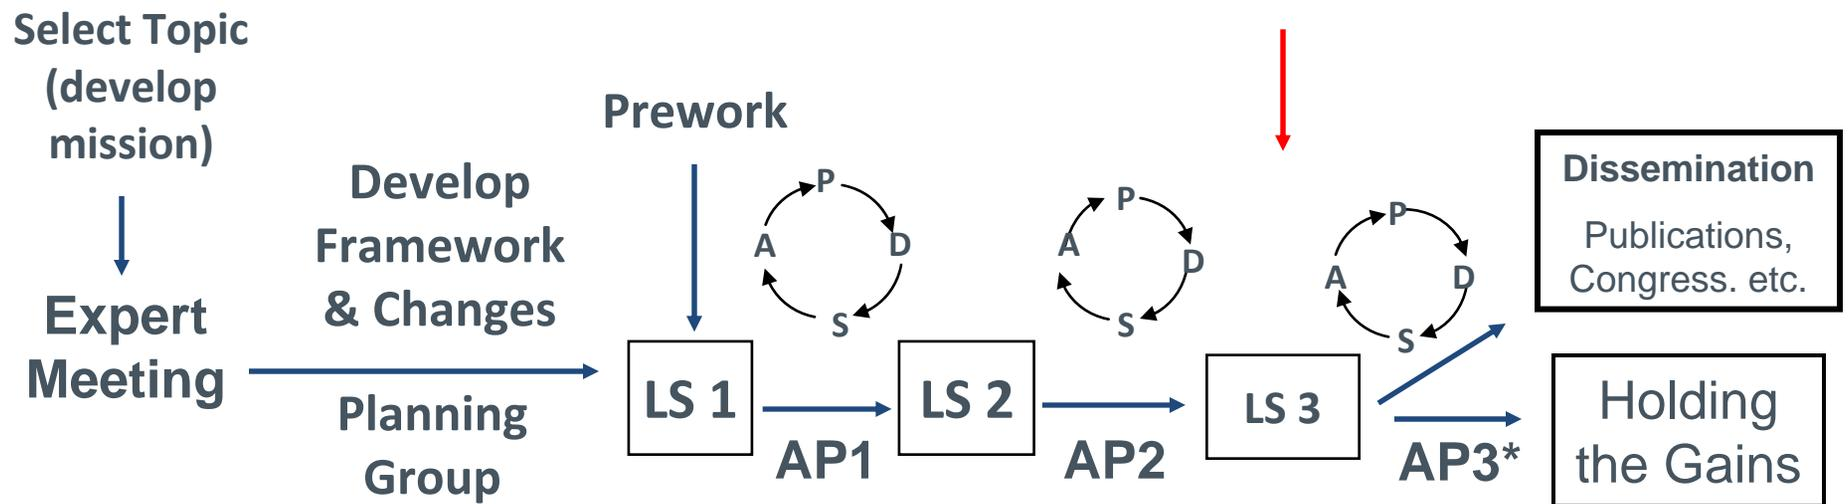 Select Topic
(develop
mission)
Expert
Meeting
Develop
Framework
& Changes
Planning
Group
Prework
P
A
D
S
LS 1
AP1
P
A
D
S
LS 2
AP2
P
A
D
S
LS 3
AP3*
Dissemination
Publications,
Congress. etc.
Holding
the Gains